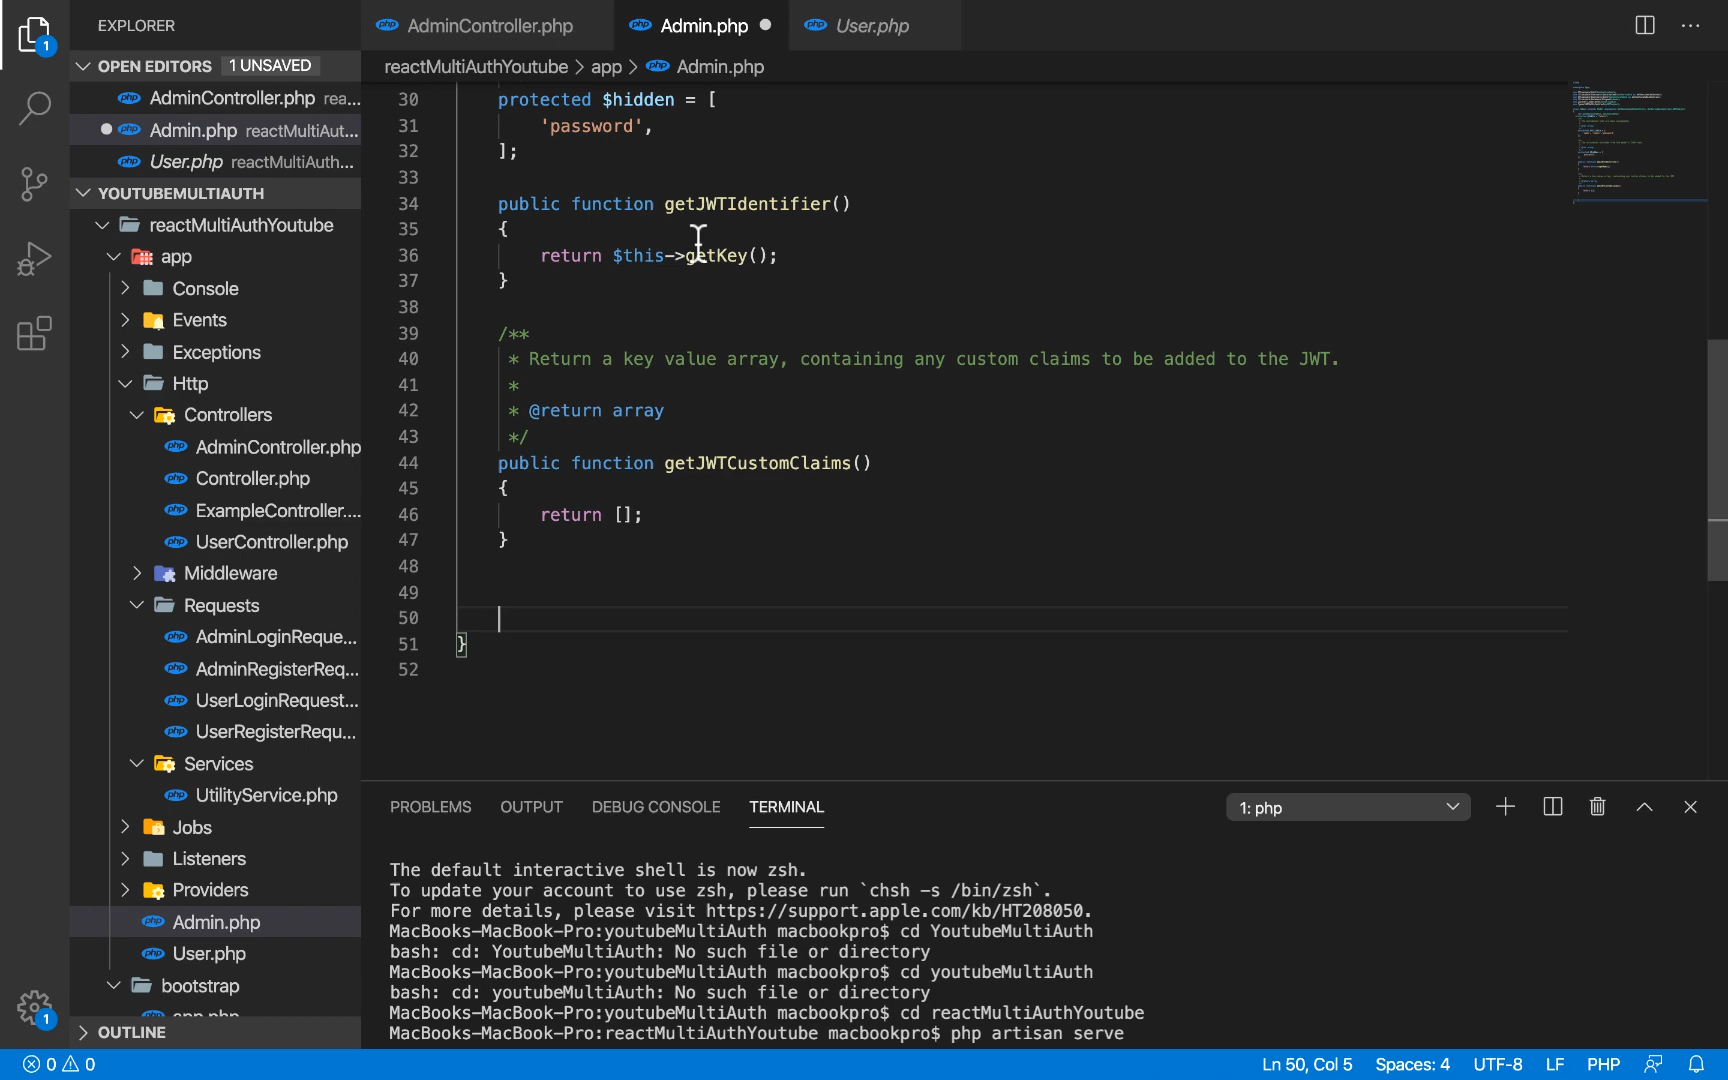 EXPLORER
AdminController.php
Admin.php
User.php
OPEN EDITORS 1 UNSAVED
reactMultiAuthYoutube > app > Admin.php
AdminController.php rea...
Admin.php reactMultiAut...
User.php reactMultiAuth...
YOUTUBEMULTIAUTH
reactMultiAuthYoutube
app
Console
Events
Exceptions
Http
Controllers
AdminController.php
Controller.php
ExampleController....
UserController.php
Middleware
Requests
AdminLoginReque...
AdminRegisterReq...
UserLoginRequest...
UserRegisterRequ...
Services
UtilityService.php
Jobs
Listeners
Providers
Admin.php
User.php
bootstrap
app.php
OUTLINE
30 protected $hidden = [
31 'password',
32 ];
33
34 public function getJWTIdentifier()
35 {
36 return $this->getKey();
37 }
38
39 /**
40 * Return a key value array, containing any custom claims to be added to the JWT.
41 *
42 * @return array
43 */
44 public function getJWTCustomClaims()
45 {
46 return [];
47 }
48
49
50
51 }
52
PROBLEMS OUTPUT DEBUG CONSOLE TERMINAL
1: php
The default interactive shell is now zsh.
To update your account to use zsh, please run `chsh -s /bin/zsh`.
For more details, please visit https://support.apple.com/kb/HT208050.
MacBooks-MacBook-Pro:youtubeMultiAuth macbookpro$ cd YoutubeMultiAuth
bash: cd: YoutubeMultiAuth: No such file or directory
MacBooks-MacBook-Pro:youtubeMultiAuth macbookpro$ cd youtubeMultiAuth
bash: cd: youtubeMultiAuth: No such file or directory
MacBooks-MacBook-Pro:youtubeMultiAuth macbookpro$ cd reactMultiAuthYoutube
MacBooks-MacBook-Pro:reactMultiAuthYoutube macbookpro$ php artisan serve
0 0
Ln 50, Col 5 Spaces: 4 UTF-8 LF PHP